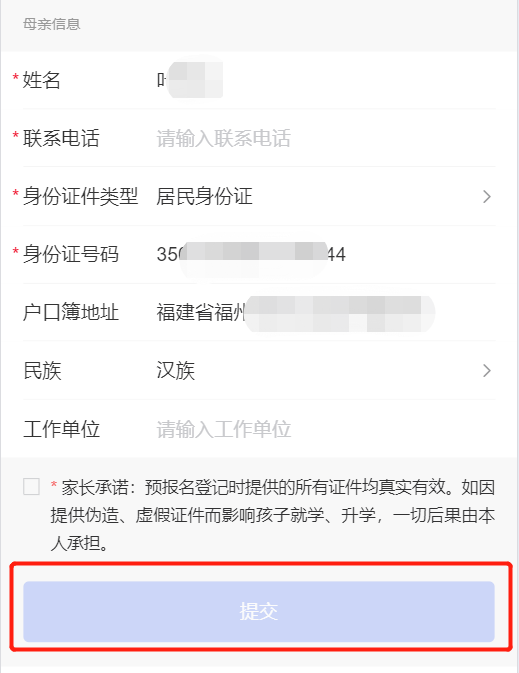 母亲信息
* 姓名
* 联系电话 请输入联系电话
* 身份证件类型 居民身份证
* 身份证号码 350 44
户口簿地址 福建省福州
民族 汉族
工作单位 请输入工作单位
* 家长承诺：预报名登记时提供的所有证件均真实有效。如因
提供伪造、虚假证件而影响孩子就学、升学，一切后果由本
人承担。
提交